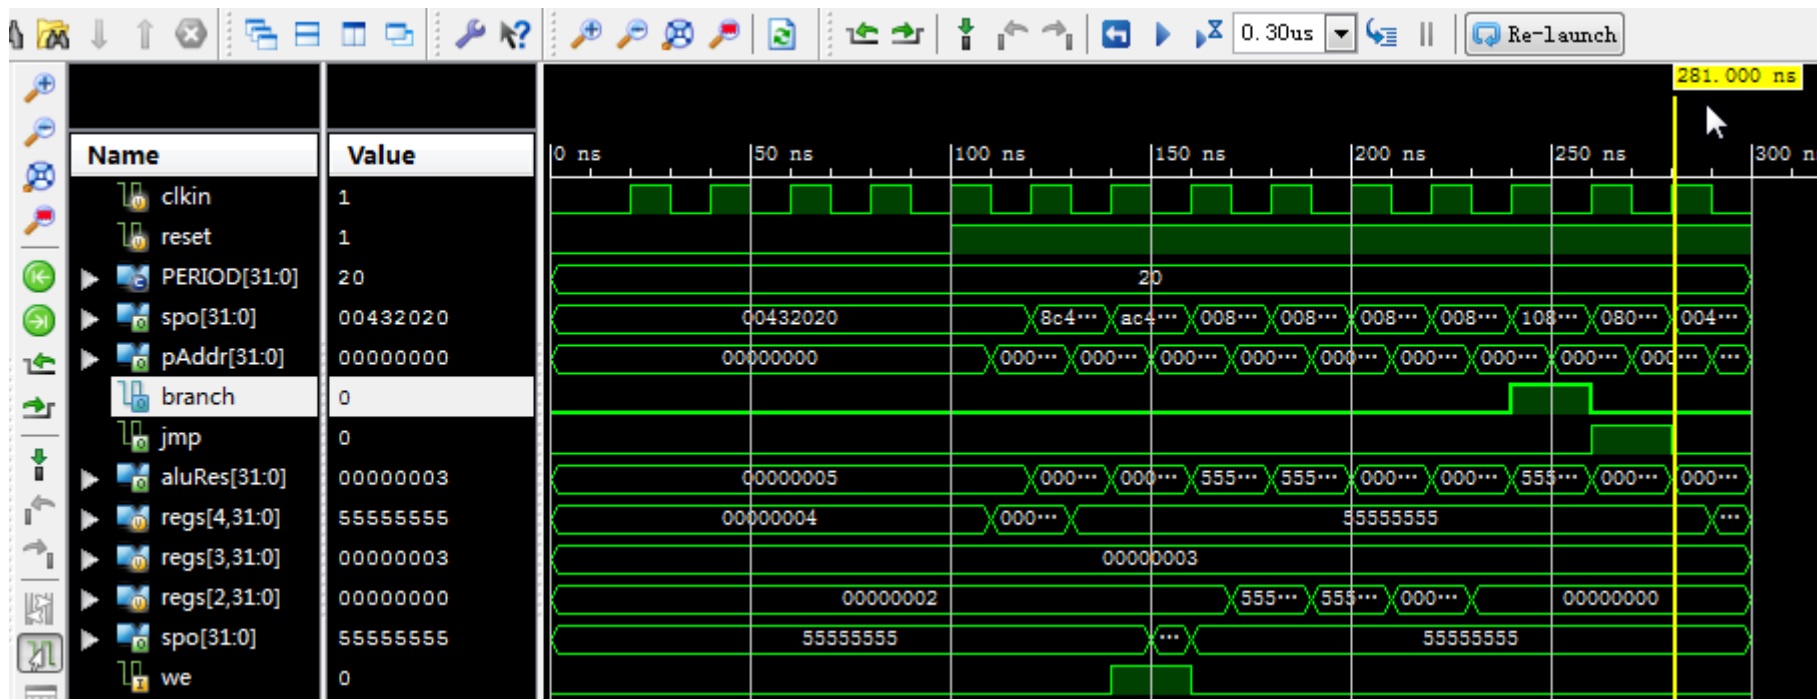 0.30us Re-launch
281.000 ns
Name Value 0 ns 50 ns 100 ns 150 ns 200 ns 250 ns 300 n
clkin 1
reset 1
PERIOD[31:0] 20 20
spo[31:0] 00432020 00432020 8c4··· ac4··· 008··· 008··· 008··· 008··· 108··· 080··· 004···
pAddr[31:0] 00000000 00000000 000··· 000··· 000··· 000··· 000··· 000··· 000··· 000··· 000··· ···
branch 0
jmp 0
aluRes[31:0] 00000003 00000005 000··· 000··· 555··· 555··· 000··· 000··· 555··· 000··· 000···
regs[4,31:0] 55555555 00000004 000··· 55555555 ···
regs[3,31:0] 00000003 00000003
regs[2,31:0] 00000000 00000002 555··· 555··· 000··· 00000000
spo[31:0] 55555555 55555555 ··· 55555555
we 0